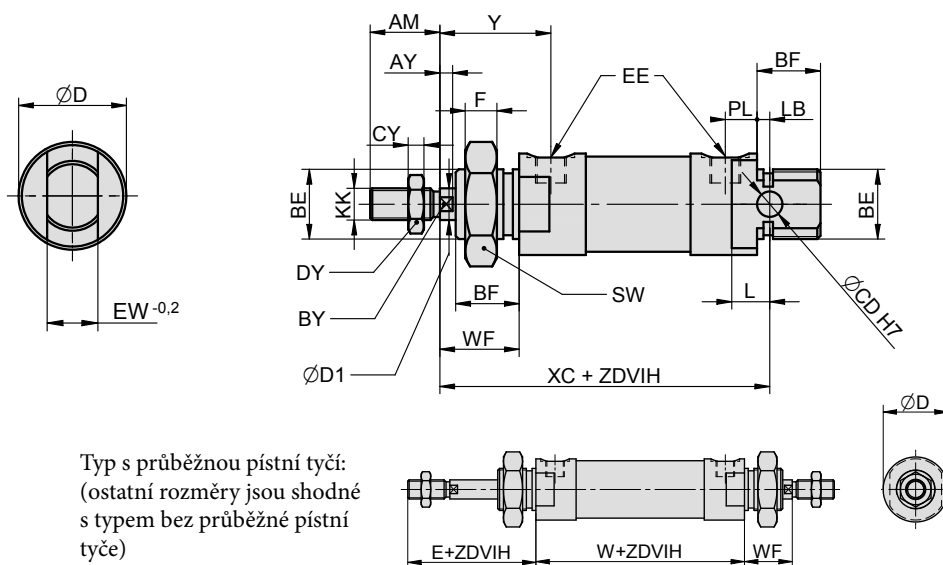 AM
Y
AY
BF
EE
ØD
F
PL
LB
CY
BE
KK
BE
DY
SW
BF
L
BY
ØCD H7
EW -0,2
WF
ØD1
XC + ZDVIH
ØD
Typ s průběžnou pístní tyčí:
(ostatní rozměry jsou shodné
s typem bez průběžné pístní
tyče)
E+ZDVIH
W+ZDVIH
WF